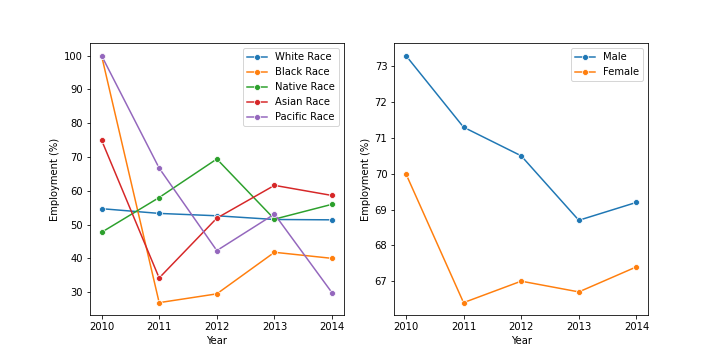 Employment (%)
100
90
80
70
60
50
40
30
2010
2011
2012
2013
2014
Year
White Race
Black Race
Native Race
Asian Race
Pacific Race
Employment (%)
73
72
71
70
69
68
67
2010
2011
2012
2013
2014
Year
Male
Female